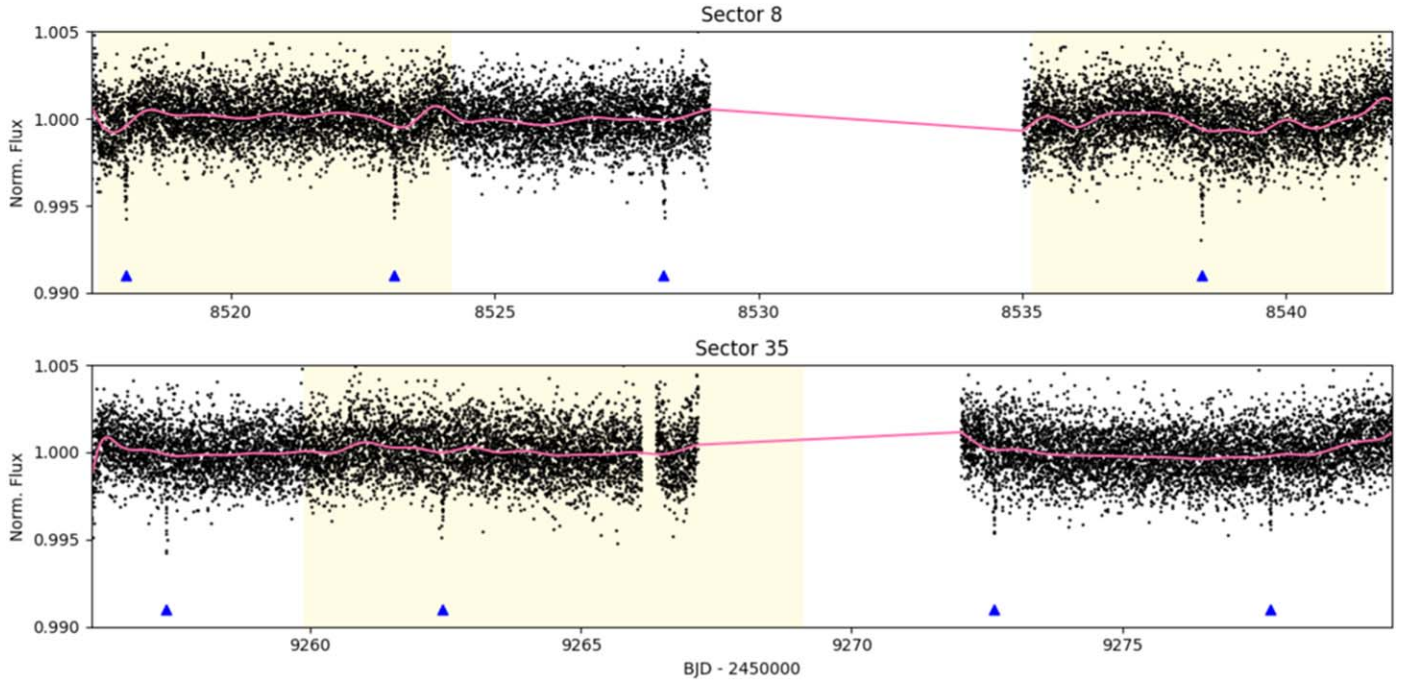 Sector 8
Norm. Flux
1.005
1.000
0.995
0.990
8520 8525 8530 8535 8540
Sector 35
Norm. Flux
1.005
1.000
0.995
0.990
9260 9265 9270 9275
BJD - 2450000